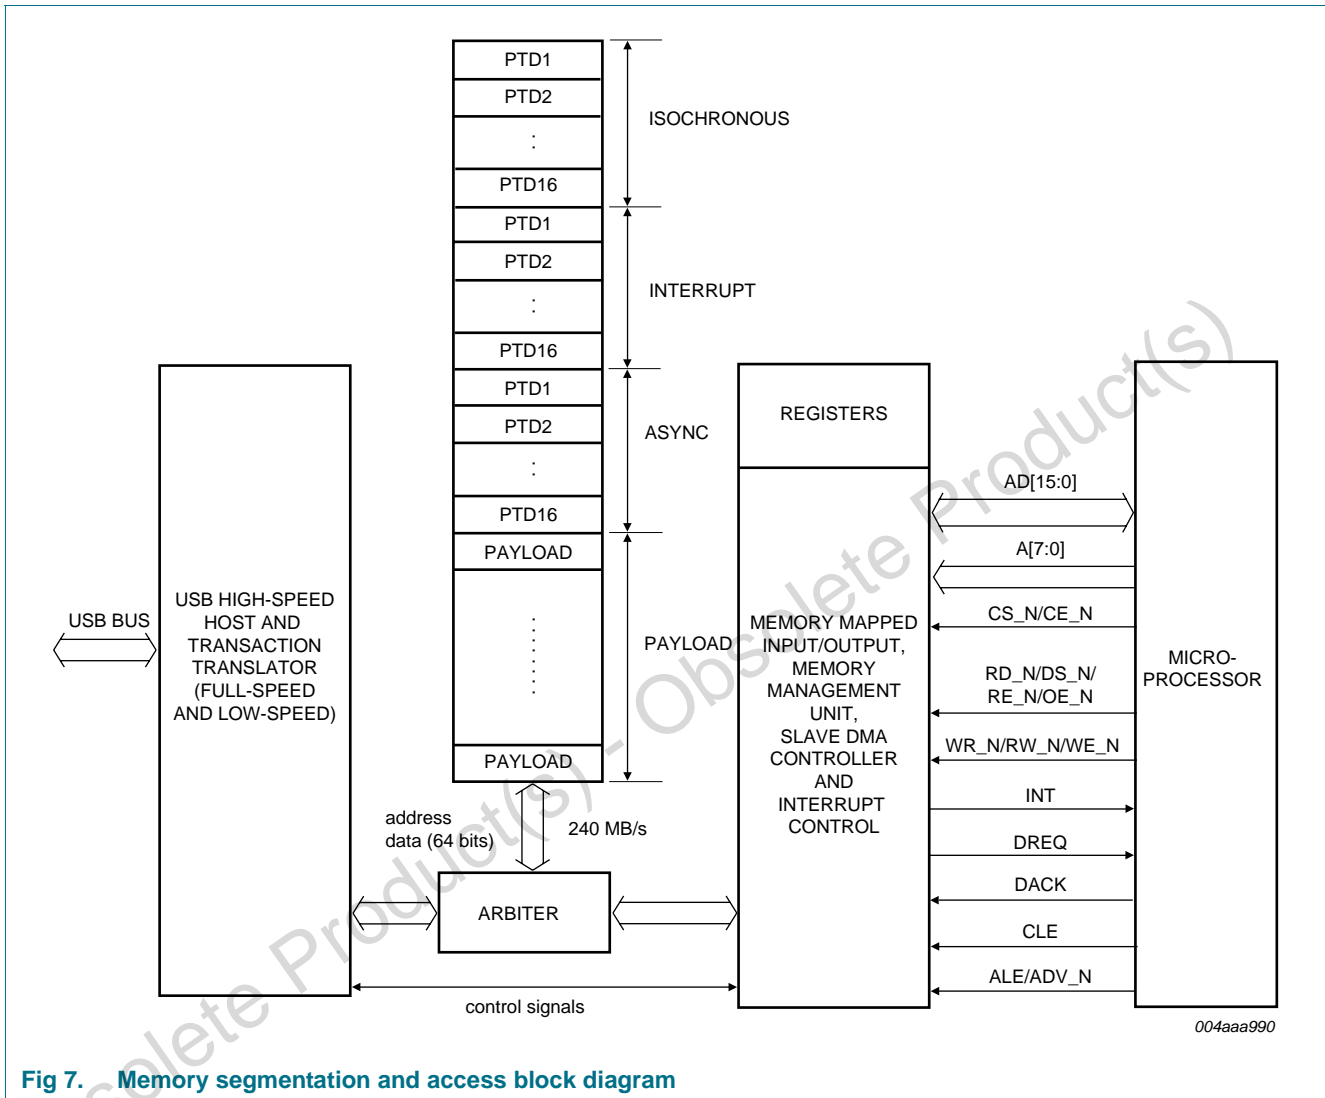 PTD1
PTD2
:
PTD16
ISOCHRONOUS
PTD1
PTD2
:
PTD16
INTERRUPT
PTD1
PTD2
:
PTD16
ASYNC
PAYLOAD
PAYLOAD
PAYLOAD
USB BUS
USB HIGH-SPEED
HOST AND
TRANSACTION
TRANSLATOR
(FULL-SPEED
AND LOW-SPEED)
address
data (64 bits)
240 MB/s
ARBITER
control signals
REGISTERS
MEMORY MAPPED
INPUT/OUTPUT,
MEMORY
MANAGEMENT
UNIT,
SLAVE DMA
CONTROLLER
AND
INTERRUPT
CONTROL
AD[15:0]
A[7:0]
CS_N/CE_N
RD_N/DS_N/
RE_N/OE_N
WR_N/RW_N/WE_N
INT
DREQ
DACK
CLE
ALE/ADV_N
MICRO-
PROCESSOR
004aaa990
solete Product(s) - Obsolete Product(s)
Fig 7. Memory segmentation and access block diagram